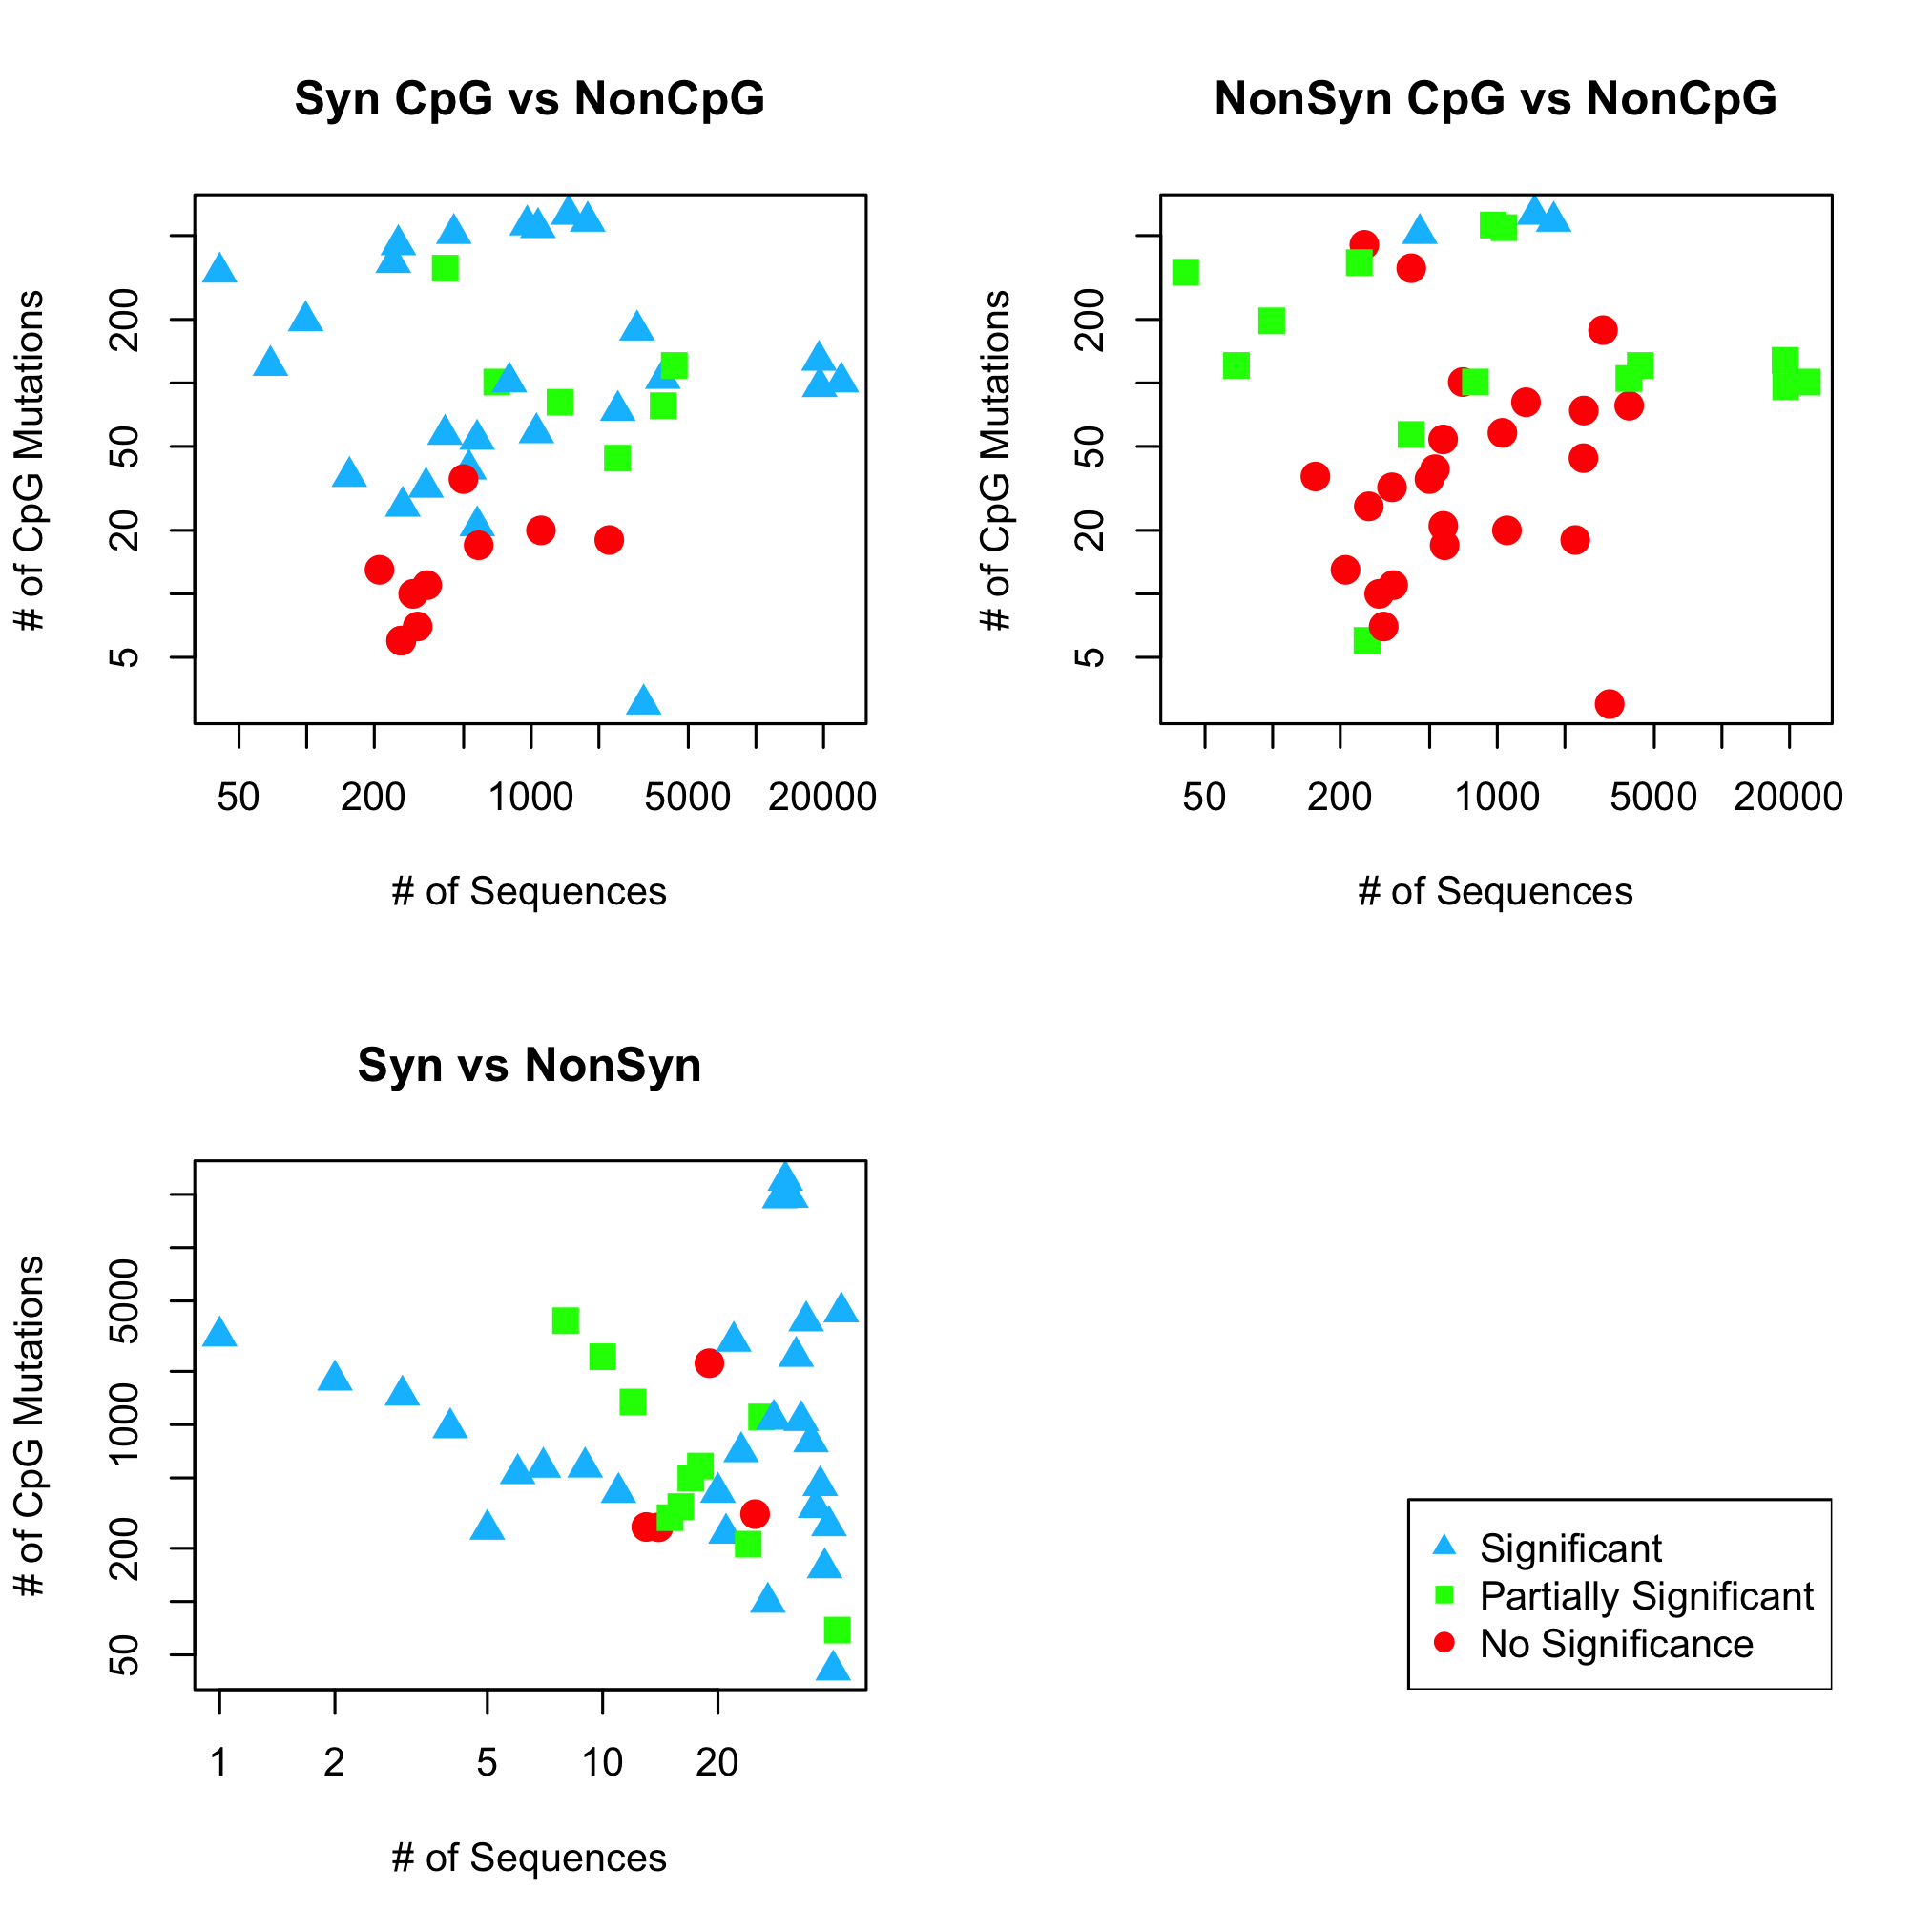 Syn CpG vs NonCpG
# of CpG Mutations
200
50
20
5
50 200 1000 5000 20000
# of Sequences
NonSyn CpG vs NonCpG
# of CpG Mutations
200
50
20
5
50 200 1000 5000 20000
# of Sequences
Syn vs NonSyn
# of CpG Mutations
5000
1000
200
50
1 2 5 10 20
# of Sequences
Significant
Partially Significant
No Significance